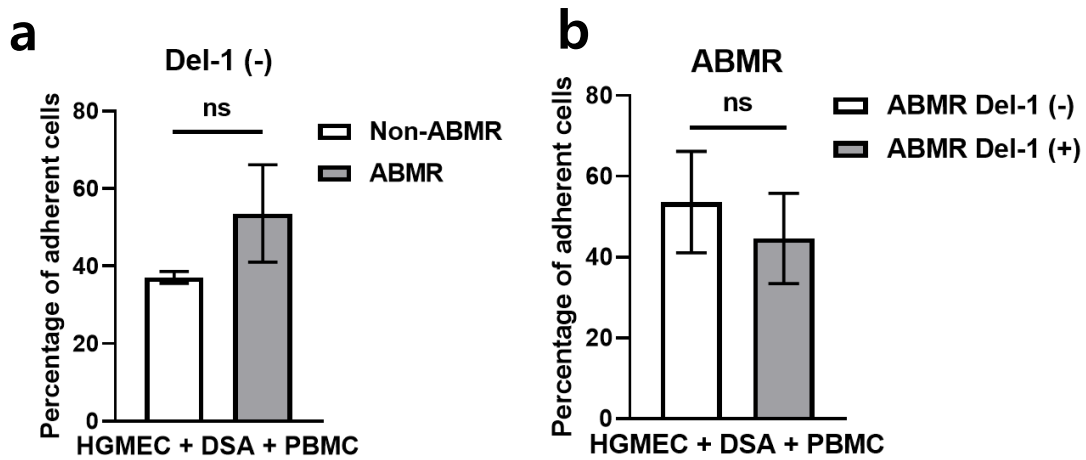 a
Del-1 (-)
Percentage of adherent cells
80
60
40
20
0
ns
Non-ABMR
ABMR
HGMEC + DSA + PBMC
b
ABMR
Percentage of adherent cells
80
60
40
20
0
ns
ABMR Del-1 (-)
ABMR Del-1 (+)
HGMEC + DSA + PBMC